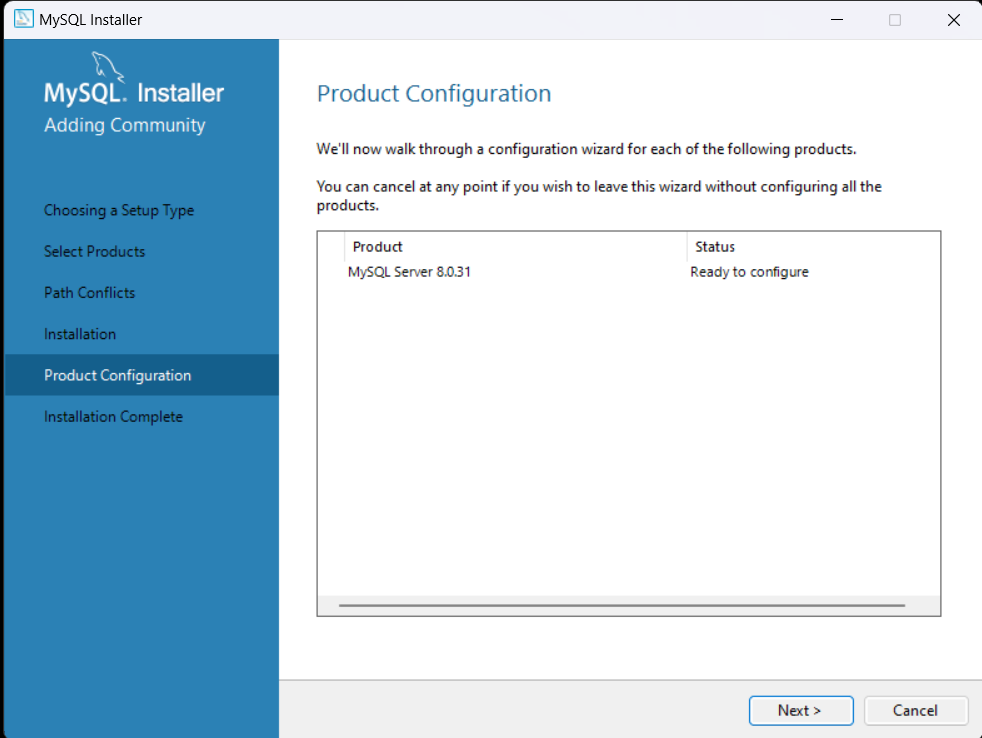 MySQL Installer
MySQL. Installer
Adding Community
Choosing a Setup Type
Select Products
Path Conflicts
Installation
Product Configuration
Installation Complete
Product Configuration
We'll now walk through a configuration wizard for each of the following products.
You can cancel at any point if you wish to leave this wizard without configuring all the
products.
Product Status
MySQL Server 8.0.31 Ready to configure
Next > Cancel